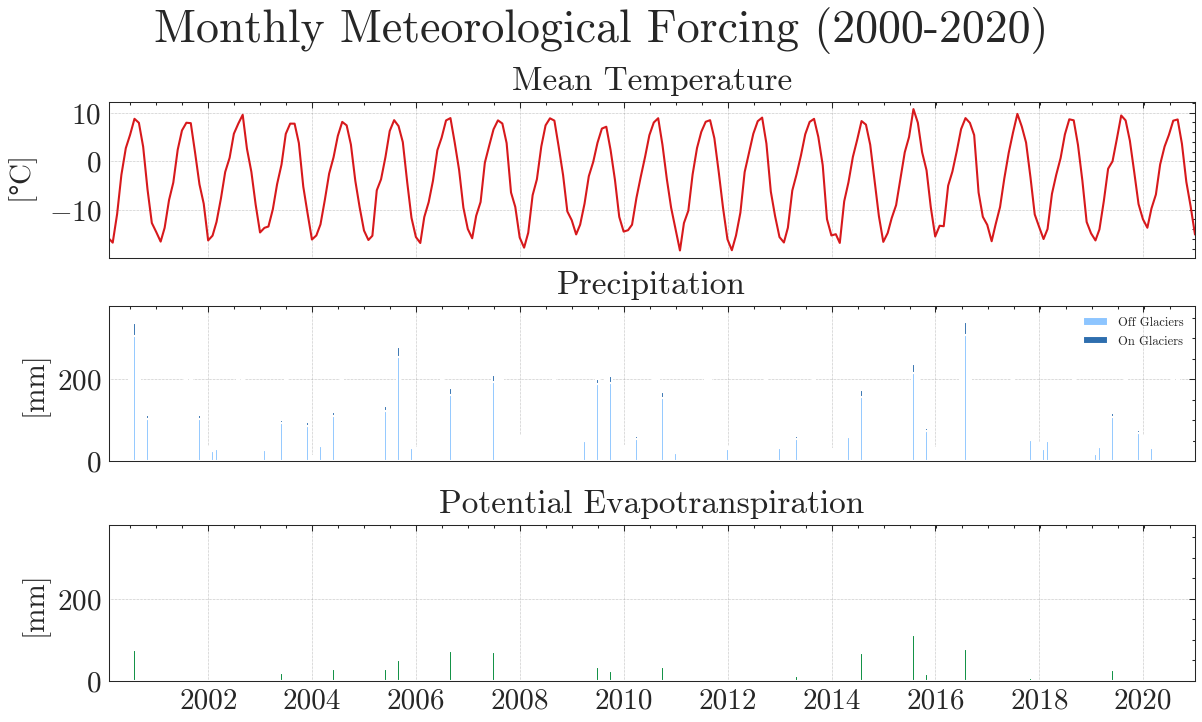 Monthly Meteorological Forcing (2000-2020)
Mean Temperature
10
0
−10
[°C]
Precipitation
Off Glaciers
On Glaciers
200
0
[mm]
Potential Evapotranspiration
200
0
[mm]
2002 2004 2006 2008 2010 2012 2014 2016 2018 2020